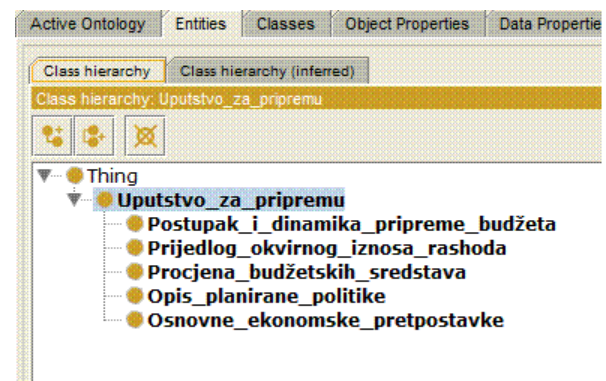 Active Ontology Entities Classes Object Properties Data Propertie
Class hierarchy Class hierarchy (inferred)
Class hierarchy: Uputstvo_za_pripremu
Thing
Uputstvo_za_pripremu
Postupak_i_dinamika_pripreme_budžeta
Prijedlog_okvirnog_iznosa_rashoda
Procjena_budžetskih_sredstava
Opis_planirane_politike
Osnovne_ekonomske_pretpostavke